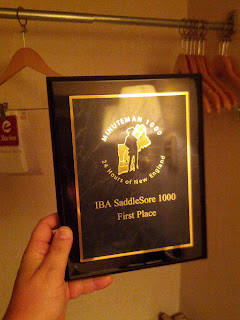 MINUTEMAN 1000
24 Hours of New England
IBA SaddleSore 1000
First Place